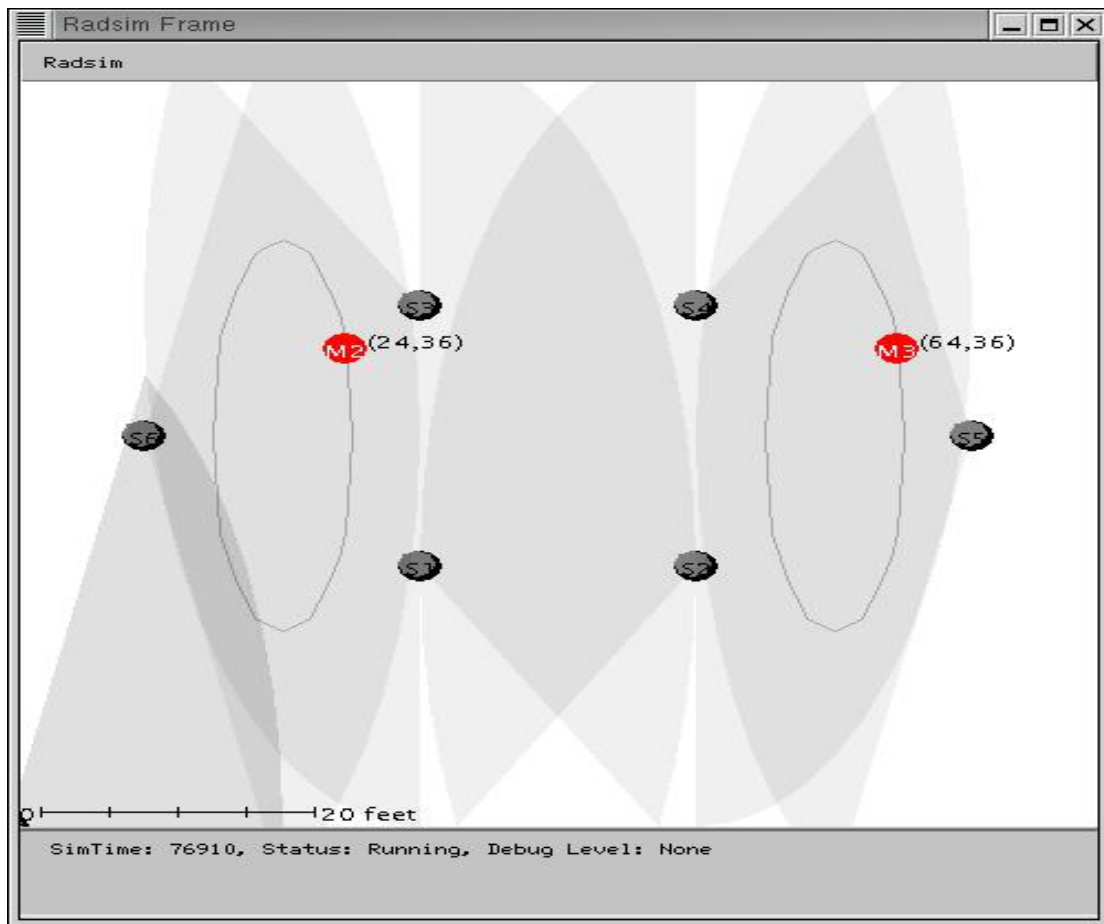 Radsim Frame
Radsim
S3
S4
M2 (24,36)
M3 (64,36)
S6
S5
S1
S2
0 20 feet
SimTime: 76910, Status: Running, Debug Level: None